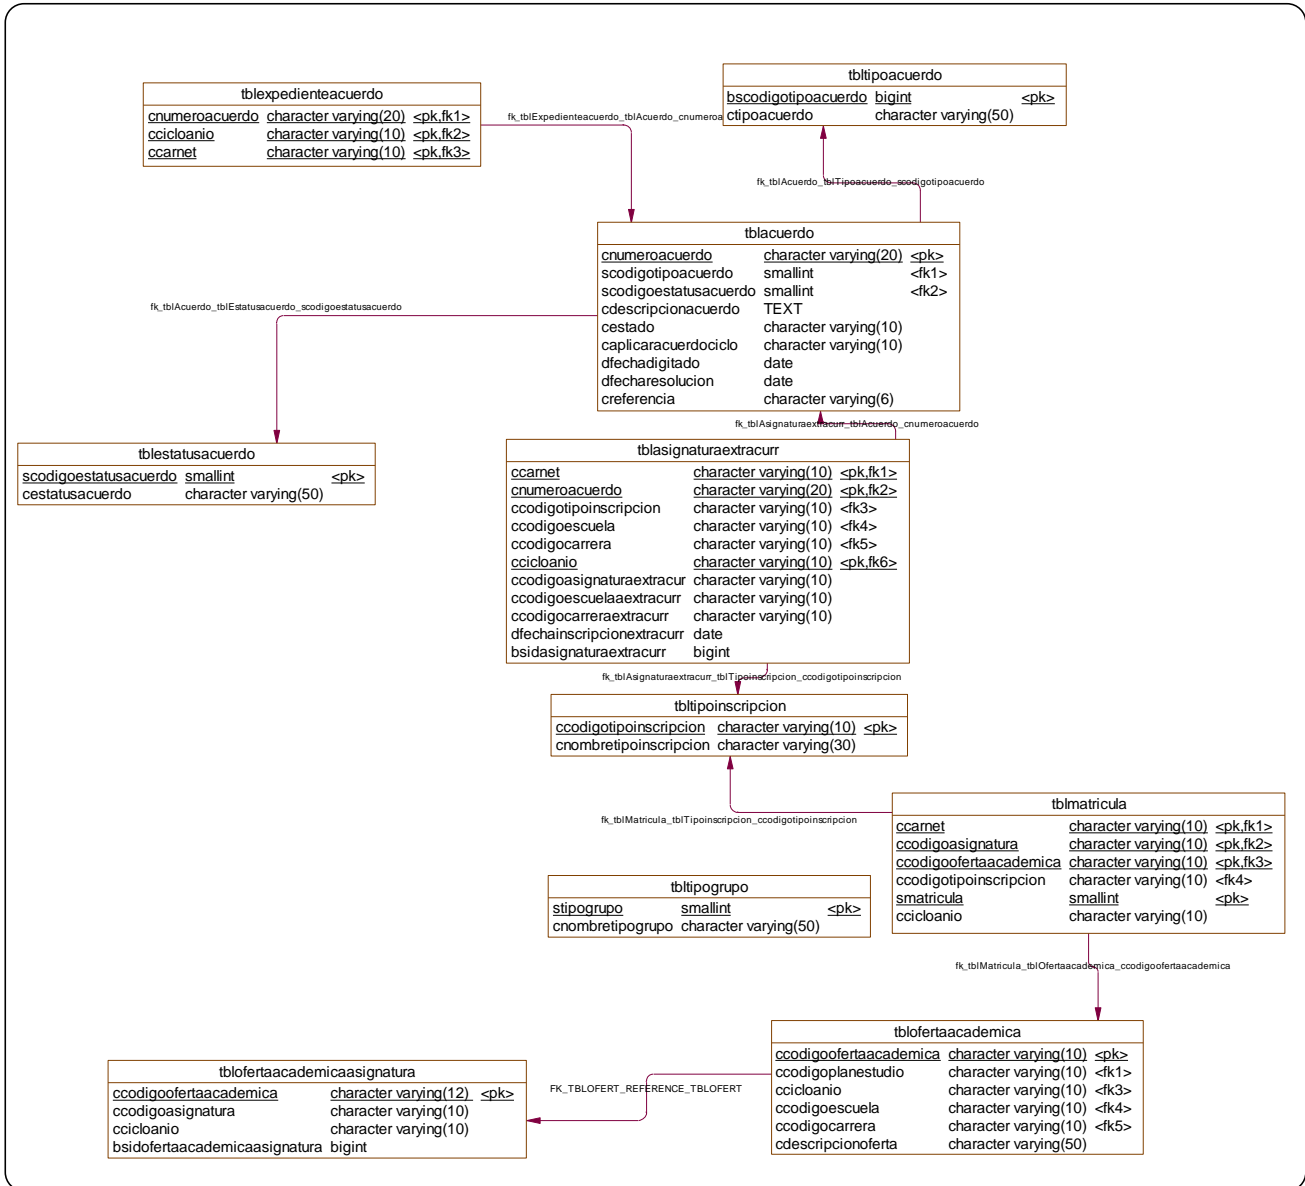 tblexpedienteacuerdo
cnumeroacuerdo character varying(20) <pk,fk1>
ccicloanio character varying(10) <pk,fk2>
ccarnet character varying(10) <pk,fk3>
fk_tblExpedienteacuerdo_tblAcuerdo_cnumeroa
tbltipoacuerdo
bscodigotipoacuerdo bigint <pk>
ctipoacuerdo character varying(50)
fk_tblAcuerdo_tblTipoacuerdo_scodigotipoacuerdo
tblacuerdo
cnumeroacuerdo character varying(20) <pk>
scodigotipoacuerdo smallint <fk1>
scodigoestatusacuerdo smallint <fk2>
cdescripcionacuerdo TEXT
cestado character varying(10)
caplicaracuerdociclo character varying(10)
dfechadigitado date
dfecharesolucion date
creferencia character varying(6)
fk_tblAcuerdo_tblEstatusacuerdo_scodigoestatusacuerdo
fk_tblAsignaturaextracurr_tblAcuerdo_cnumeroacuerdo
tblestatusacuerdo
scodigoestatusacuerdo smallint <pk>
cestatusacuerdo character varying(50)
tblasignaturaextracurr
ccarnet character varying(10) <pk,fk1>
cnumeroacuerdo character varying(20) <pk,fk2>
ccodigotipoinscripcion character varying(10) <fk3>
ccodigoescuela character varying(10) <fk4>
ccodigocarrera character varying(10) <fk5>
ccicloanio character varying(10) <pk,fk6>
ccodigoasignaturaextracur character varying(10)
ccodigoescuelaaextracurr character varying(10)
ccodigocarreraextracurr character varying(10)
dfechainscripcionextracurr date
bsidasignaturaextracurr bigint
fk_tblAsignaturaextracurr_tblTipoinscripcion_ccodigotipoinscripcion
tbltipoinscripcion
ccodigotipoinscripcion character varying(10) <pk>
cnombretipoinscripcion character varying(30)
fk_tblMatricula_tblTipoinscripcion_ccodigotipoinscripcion
tblmatricula
ccarnet character varying(10) <pk,fk1>
ccodigoasignatura character varying(10) <pk,fk2>
ccodigoofertaacademica character varying(10) <pk,fk3>
ccodigotipoinscripcion character varying(10) <fk4>
smatricula smallint <pk>
ccicloanio character varying(10)
tbltipogrupo
stipogrupo smallint <pk>
cnombretipogrupo character varying(50)
fk_tblMatricula_tblOfertaacademica_ccodigoofertaacademica
tblofertaacademica
ccodigoofertaacademica character varying(10) <pk>
ccodigoplanestudio character varying(10) <fk1>
ccicloanio character varying(10) <fk3>
ccodigoescuela character varying(10) <fk4>
ccodigocarrera character varying(10) <fk5>
cdescripcionoferta character varying(50)
FK_TBLOFERT_REFERENCE_TBLOFERT
tblofertaacademicaasignatura
ccodigoofertaacademica character varying(12) <pk>
ccodigoasignatura character varying(10)
ccicloanio character varying(10)
bsidofertaacademicaasignatura bigint